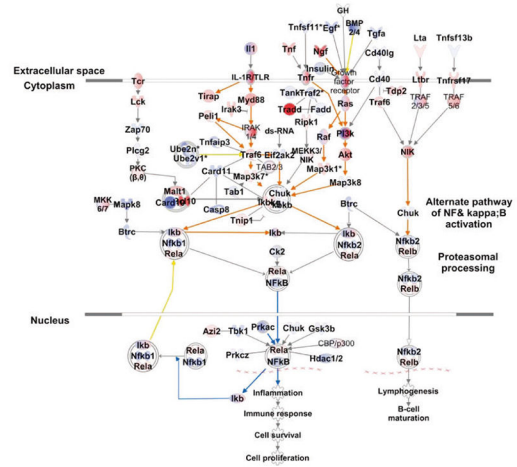 GH
Tnfsf11* Egf* BMP 2/4
Il1
Tnf
Ngf
Tgfa
Lta
Tnfsf13b
Insulin
Cd40lg
Extracellular space
Cytoplasm
Tcr
IL-1R/TLR
Tnfr
Growth factor receptor
Cd40
Tdp2
Ltbr
Tnfrsf17
Lck
Tirap
Myd88
Tank
Traf2*
Ras
Traf6
TRAF 2/3/5
TRAF 5/6
Irak3
Peli1
Tradd
Fadd
Zap70
IRAK 1/4
ds-RNA
Ripk1
Raf
PI3k
Tnfaip3
Plcg2
Ube2n*
Ube2v1*
Traf6
Eif2ak2
MEKK3/ NIK
Akt
NIK
PKC (β,θ)
Card11
TAB2/3
Map3k7*
Map3k1*
Map3k8
Malt1
Card10
Bcl10
Tab1
Chuk
Ikbkg
Ikbkb
MKK 6/7
Mapk8
Casp8
Tnip1
Btrc
Chuk
Alternate pathway of NF& kappa;B activation
Btrc
Ikb
Nfkb1
Rela
Ikb
Ikb
Nfkb2
Rela
Nfkb2
Relb
Ck2
Proteasomal processing
Rela
NFkB
Nfkb2
Relb
Nucleus
Azi2
Tbk1
Prkac
Chuk
Gsk3b
Ikb
Nfkb1
Rela
Rela
Nfkb1
Prkcz
Rela
NFkB
CBP/p300
Hdac1/2
Nfkb2
Relb
Ikb
Inflammation
Lymphogenesis
Immune response
B-cell maturation
Cell survival
Cell proliferation